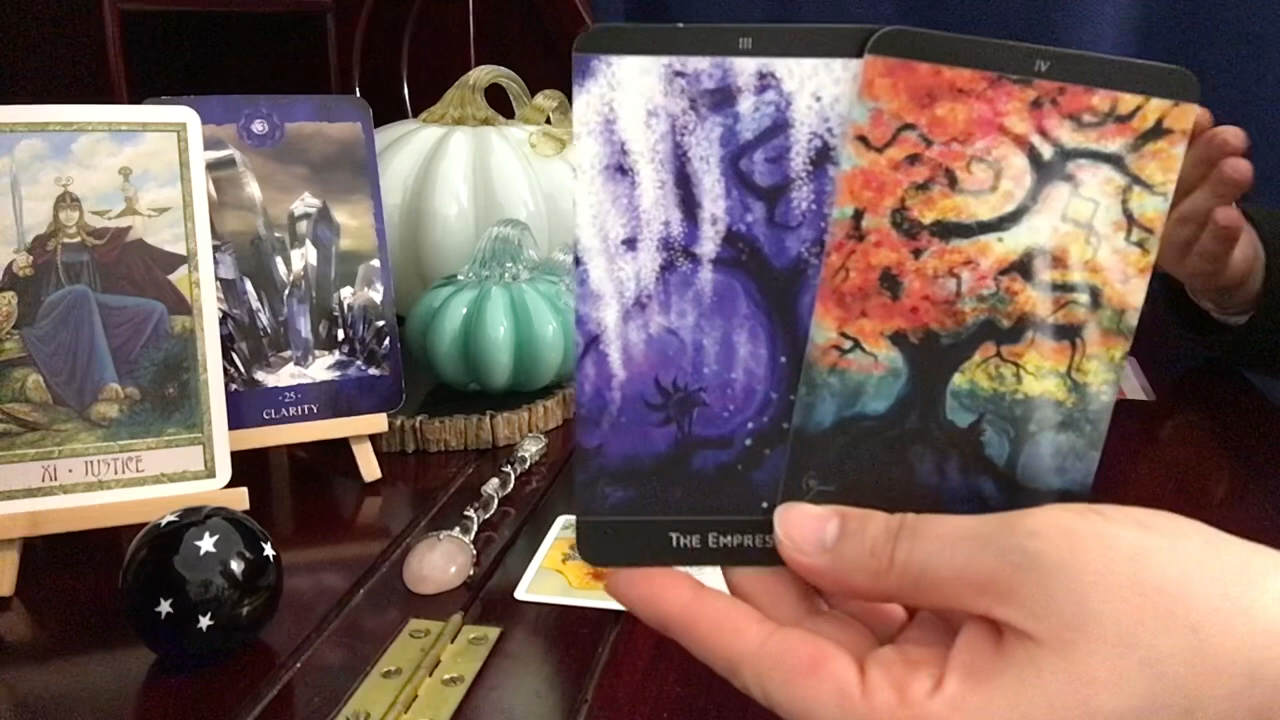 XI · JUSTICE
·25·
CLARITY
III
THE EMPRES
IV